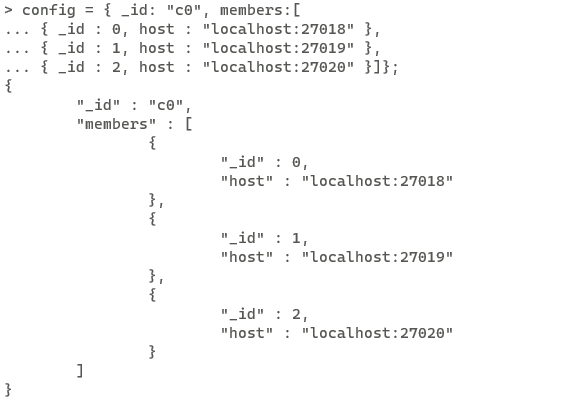 > config = { _id: "c0", members:[
... { _id : 0, host : "localhost:27018" },
... { _id : 1, host : "localhost:27019" },
... { _id : 2, host : "localhost:27020" }]};
{
        "_id" : "c0",
        "members" : [
                {
                        "_id" : 0,
                        "host" : "localhost:27018"
                },
                {
                        "_id" : 1,
                        "host" : "localhost:27019"
                },
                {
                        "_id" : 2,
                        "host" : "localhost:27020"
                }
        ]
}